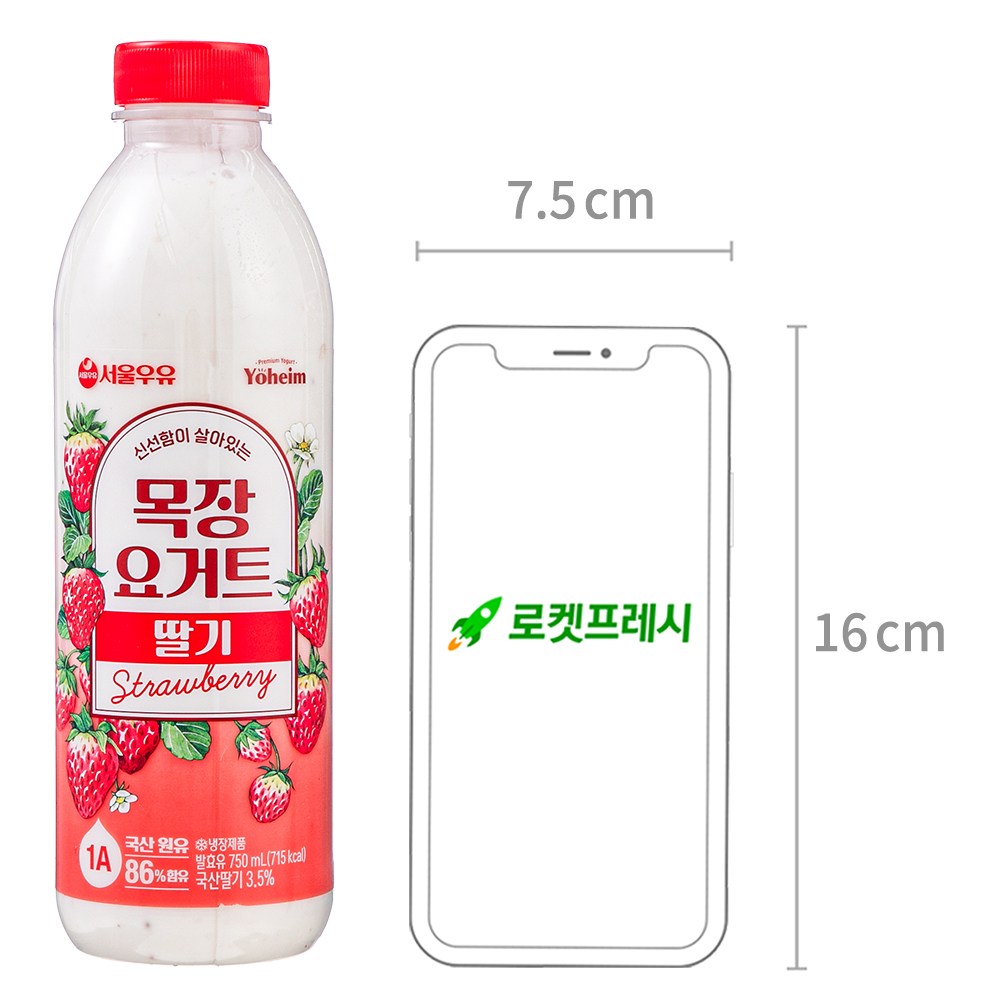 서울우유
서울우유
Premium Yogurt
Yöheim
신선함이 살아있는
목장
요거트
딸기
Strawberry
1A
국산 원유
86%함유
냉장제품
발효유 750 mL(715 kcal)
국산딸기 3.5%
7.5 cm
로켓프레시
16 cm